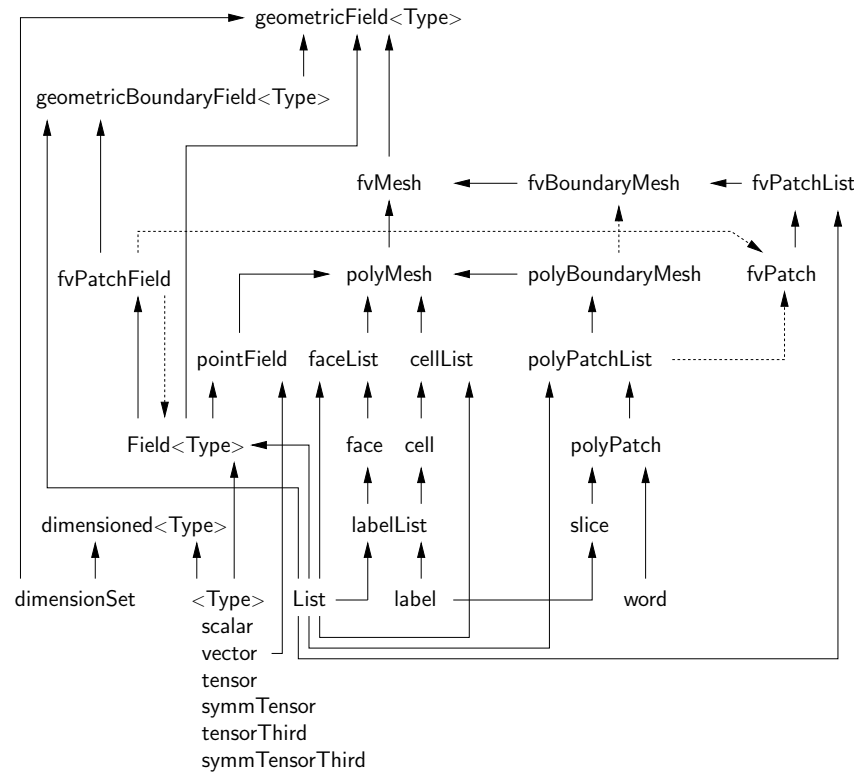 geometricField<Type>
geometricBoundaryField<Type>
fvMesh fvBoundaryMesh fvPatchList
fvPatchField polyMesh polyBoundaryMesh fvPatch
pointField faceList cellList polyPatchList
Field<Type> face cell polyPatch
dimensioned<Type> labelList slice
dimensionSet <Type> List label word
scalar
vector
tensor
symmTensor
tensorThird
symmTensorThird